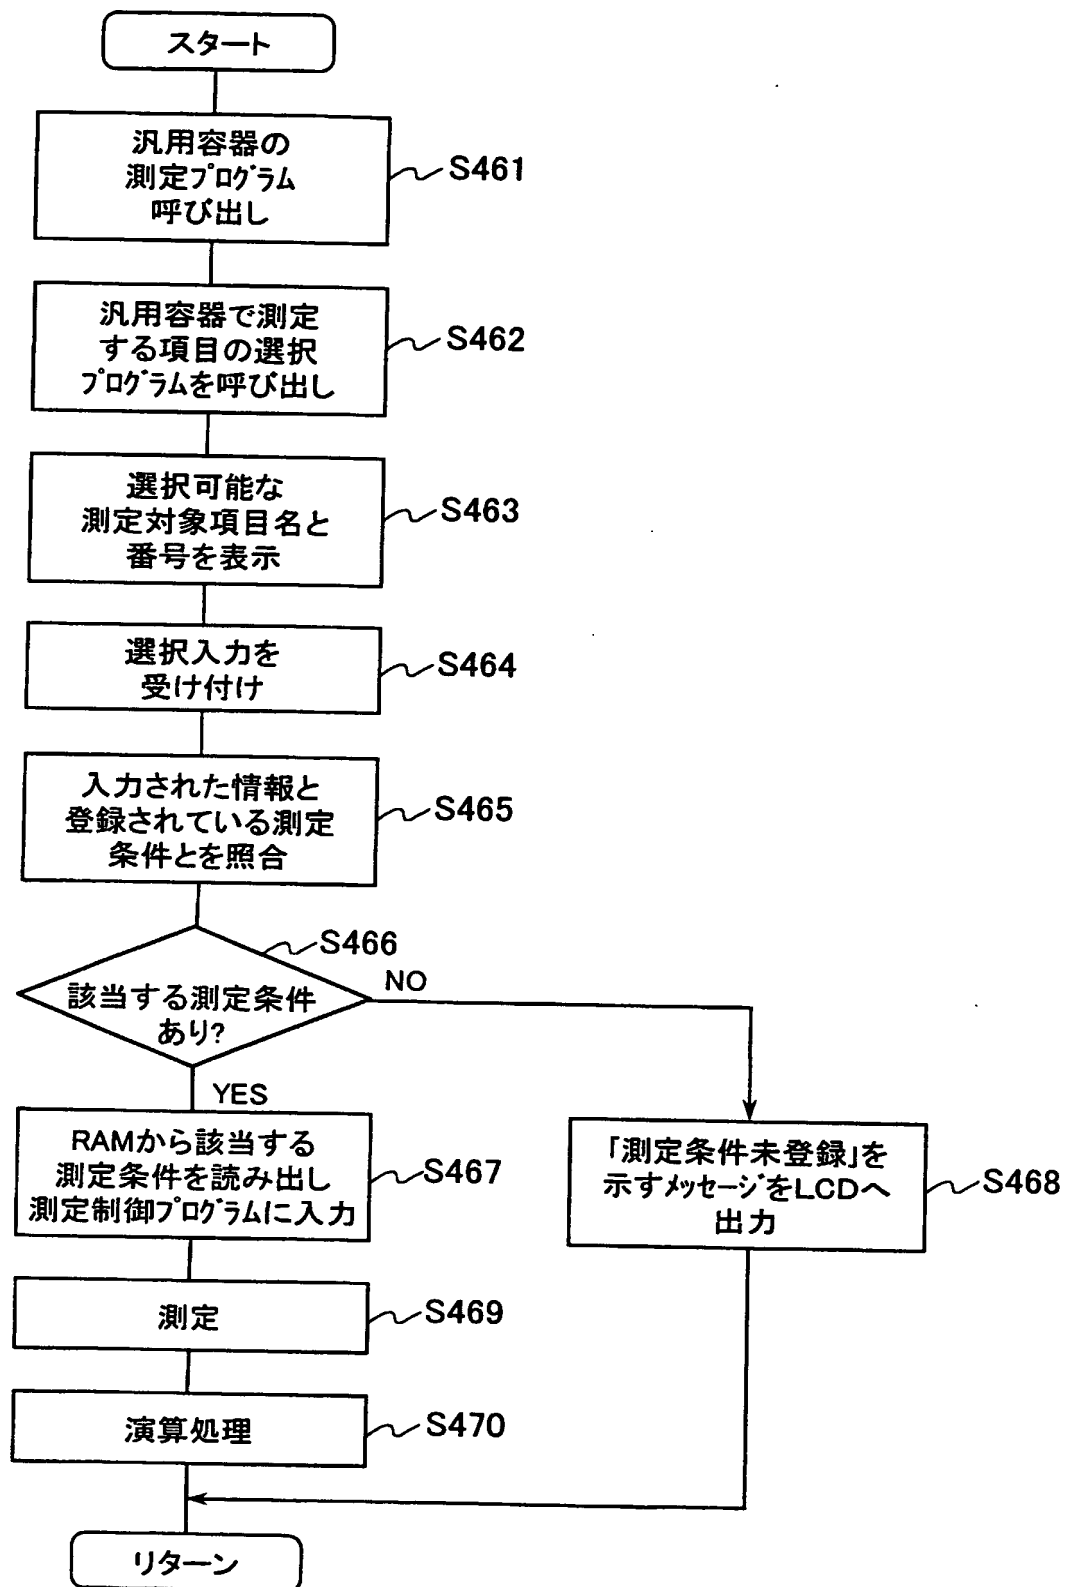 スタート
汎用容器の
測定プログラム
呼び出し
S461
汎用容器で測定
する項目の選択
プログラムを呼び出し
S462
選択可能な
測定対象項目名と
番号を表示
S463
選択入力を
受け付け
S464
入力された情報と
登録されている測定
条件とを照合
S465
S466
該当する測定条件
あり?
NO
YES
RAMから該当する
測定条件を読み出し
測定制御プログラムに入力
S467
「測定条件未登録」を
示すメッセージをLCDへ
出力
S468
測定
S469
演算処理
S470
リターン